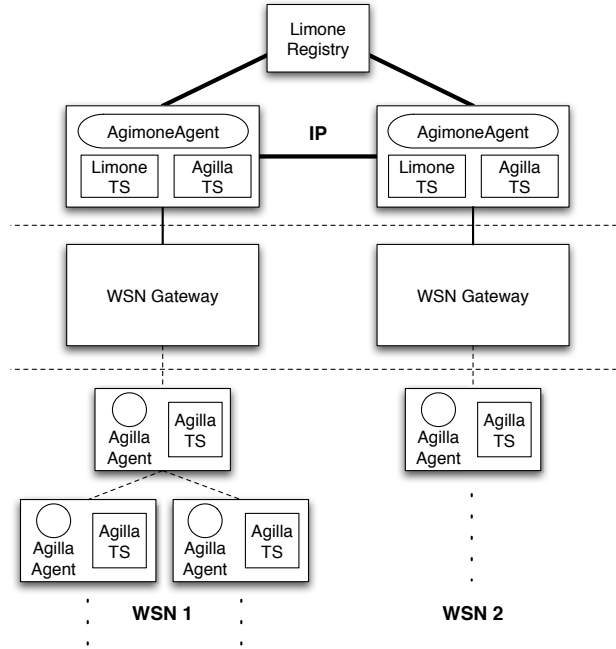 Limone
Registry
AgimoneAgent
IP
AgimoneAgent
Limone
TS
Agilla
TS
Limone
TS
Agilla
TS
WSN Gateway
WSN Gateway
Agilla
Agent
Agilla
TS
Agilla
Agent
Agilla
TS
Agilla
Agent
Agilla
TS
Agilla
Agent
Agilla
TS
WSN 1
WSN 2